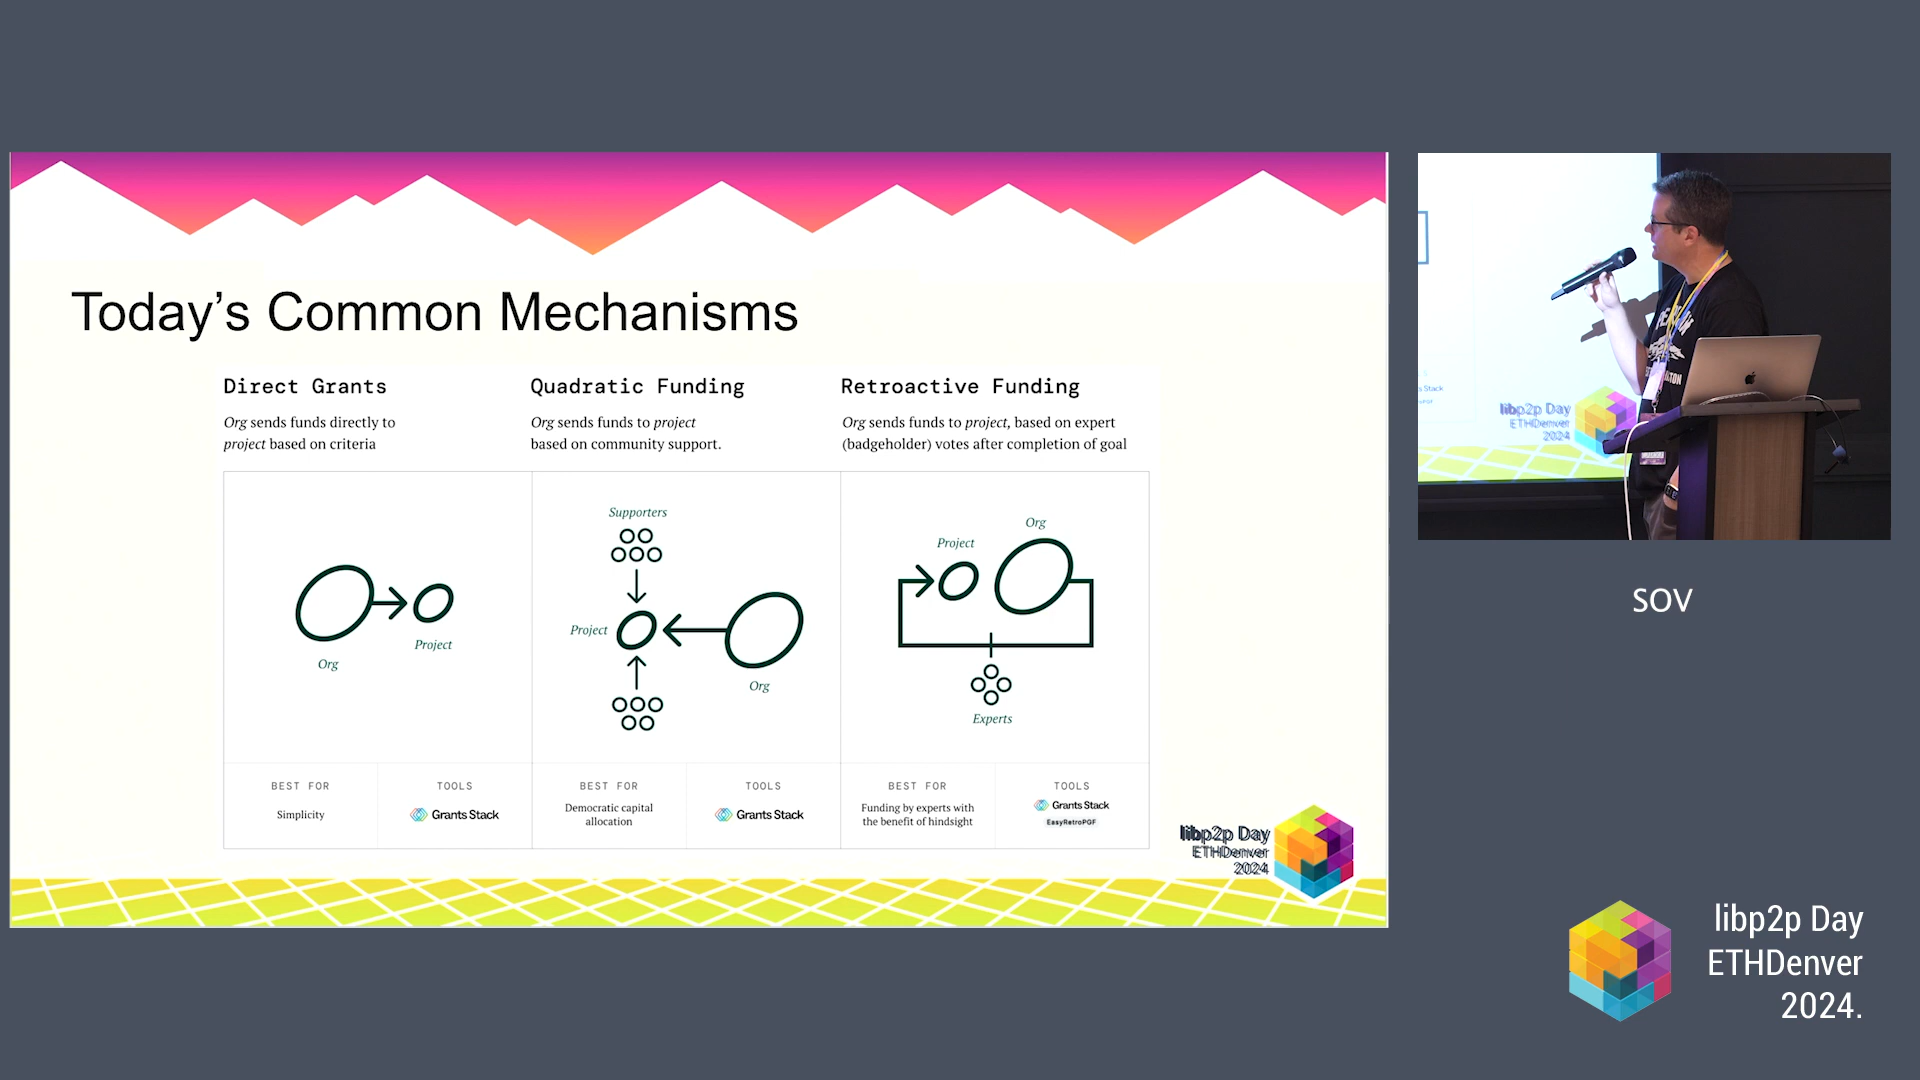 Today's Common Mechanisms
Direct Grants
Org sends funds directly to
project based on criteria
Org
Project
BEST FOR
Simplicity
TOOLS
Grants Stack
Quadratic Funding
Org sends funds to project
based on community support.
Supporters
Project
Org
BEST FOR
Democratic capital
allocation
TOOLS
Grants Stack
Retroactive Funding
Org sends funds to project, based on expert
(badgeholder) votes after completion of goal
Project
Org
Experts
BEST FOR
Funding by experts with
the benefit of hindsight
TOOLS
Grants Stack
EasyRetroPGF
libp2p Day
ETHDenver
2024
libp2p Day
ETHDenver
2024
SOV
libp2p Day
ETHDenver
2024.